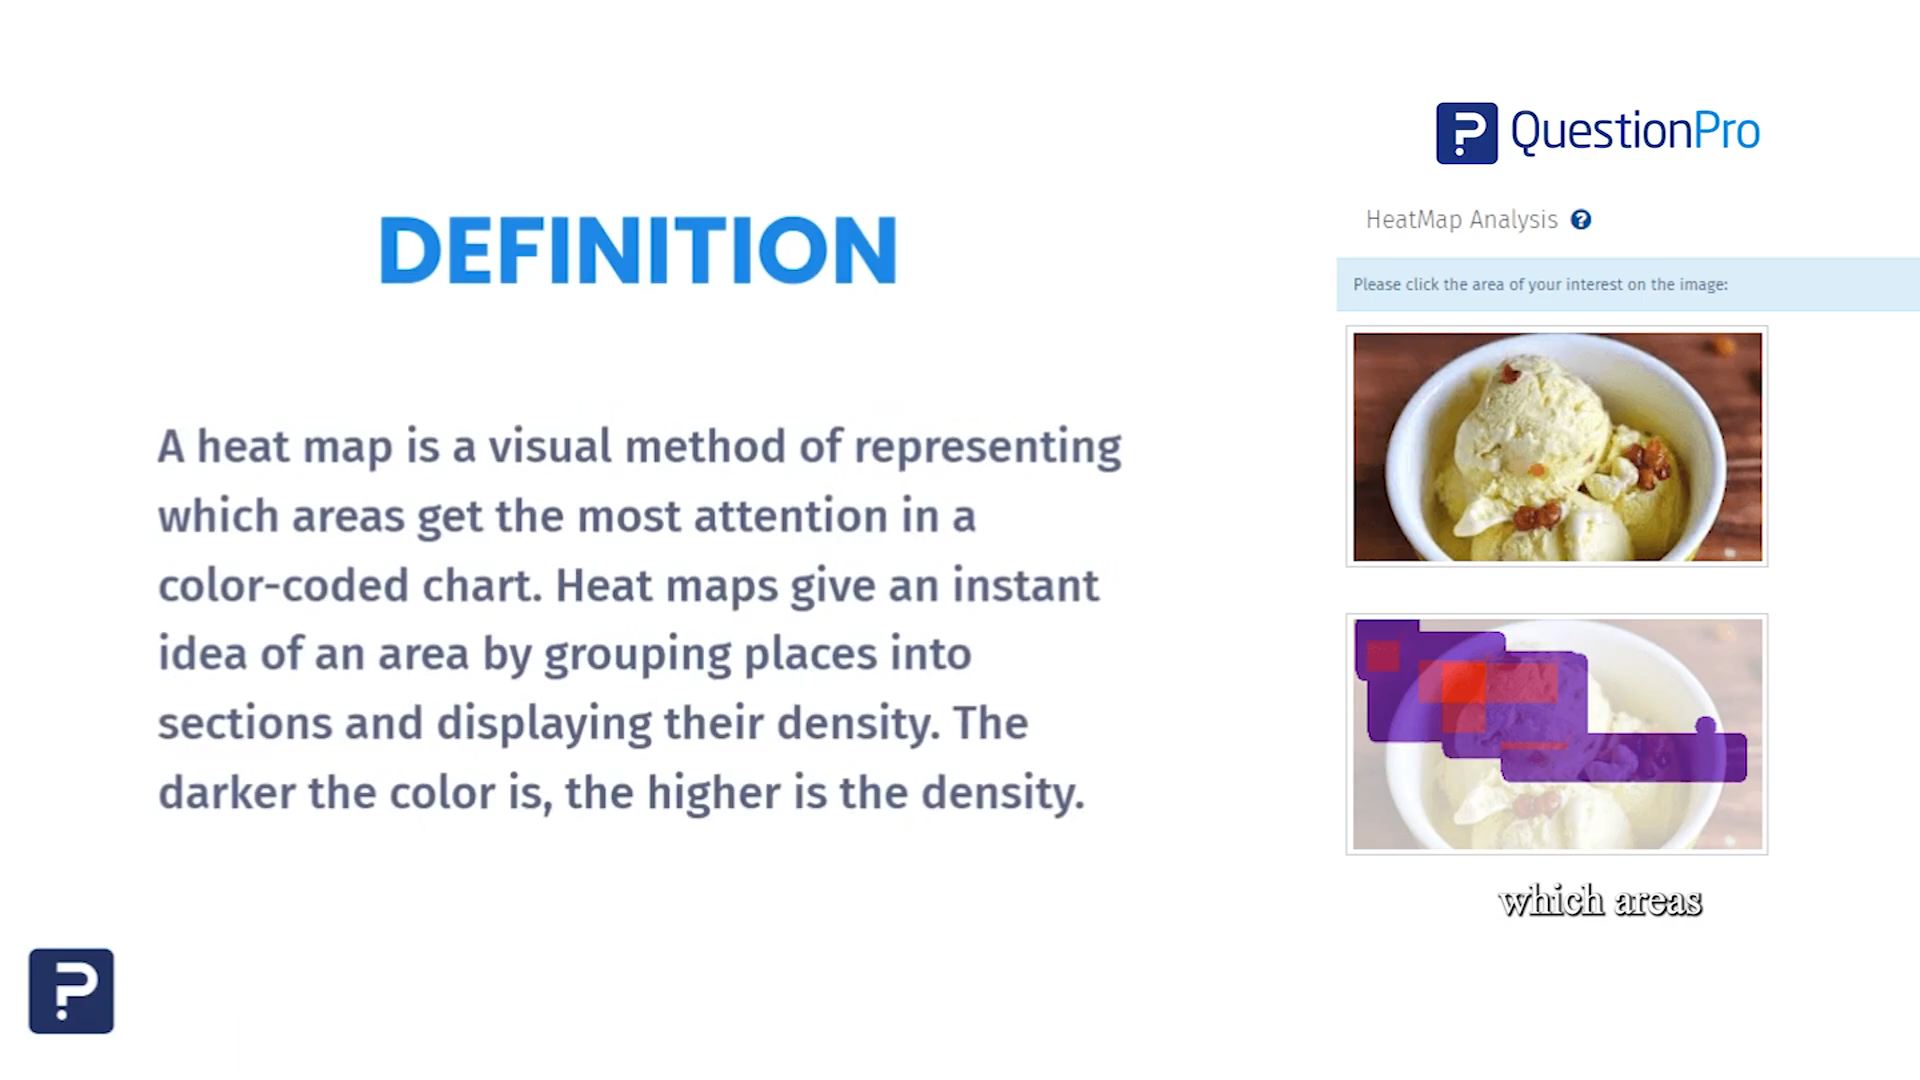 QuestionPro
DEFINITION
HeatMap Analysis
Please click the area of your interest on the image:
A heat map is a visual method of representing
which areas get the most attention in a
color-coded chart. Heat maps give an instant
idea of an area by grouping places into
sections and displaying their density. The
darker the color is, the higher is the density.
which areas